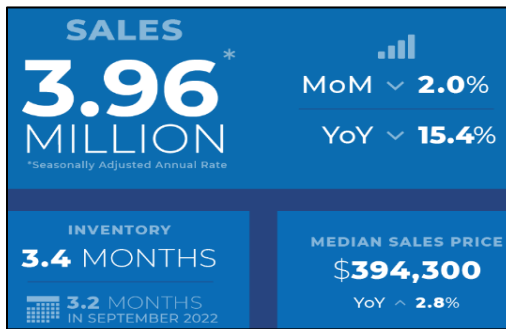 SALES
3.96*
MILLION
*Seasonally Adjusted Annual Rate
MoM ﹀ 2.0%
YoY ﹀ 15.4%
INVENTORY
3.4 MONTHS
3.2 MONTHS
IN SEPTEMBER 2022
MEDIAN SALES PRICE
$394,300
YoY ︿ 2.8%